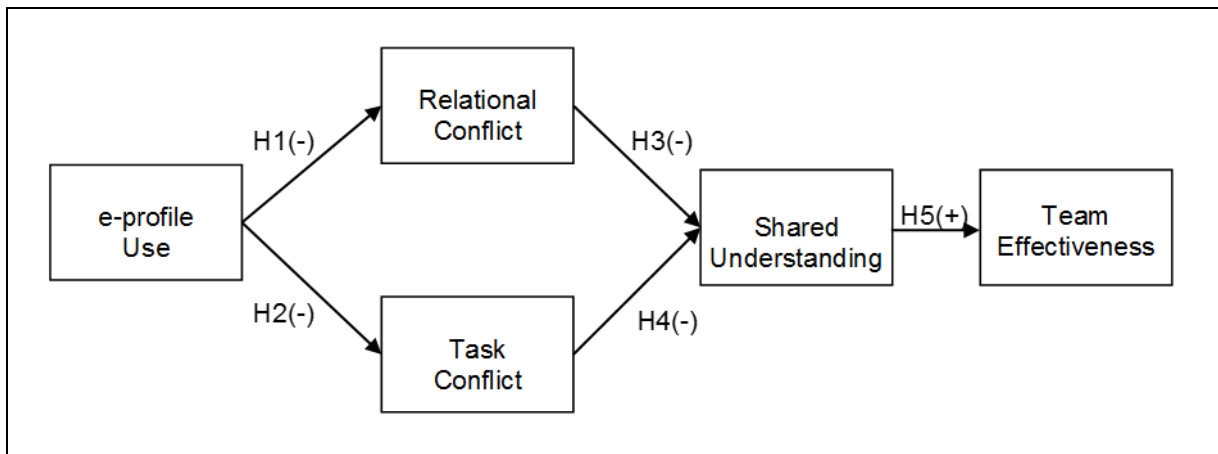 Relational
Conflict
H1(-)
H3(-)
e-profile
Use
Shared
Understanding
H5(+)
Team
Effectiveness
H2(-)
H4(-)
Task
Conflict